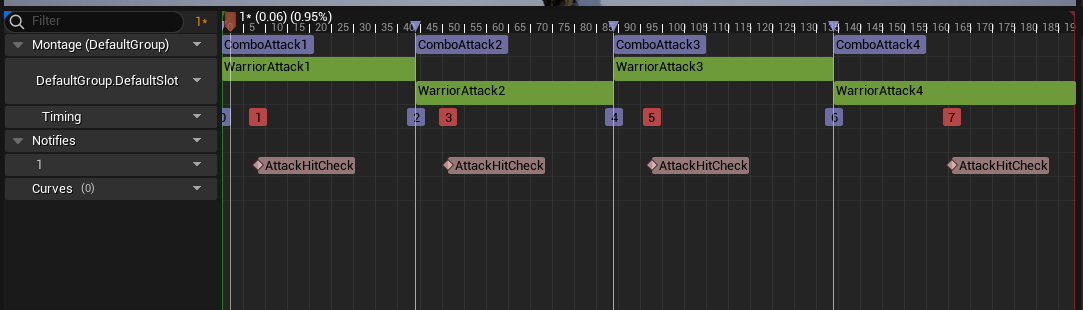 Filter 1* 1* (0.06) (0.95%)
5 10 15 20 25 30 35 40 45 50 55 60 65 70 75 80 85 90 95 100 105 110 115 120 125 130 135 140 145 150 155 160 165 170 175 180 185 19
Montage (DefaultGroup) ComboAttack1 ComboAttack2 ComboAttack3 ComboAttack4
WarriorAttack1 WarriorAttack3
DefaultGroup.DefaultSlot
WarriorAttack2 WarriorAttack4
Timing 0 1 2 3 4 5 6 7
Notifies
1 AttackHitCheck AttackHitCheck AttackHitCheck AttackHitCheck
Curves (0)